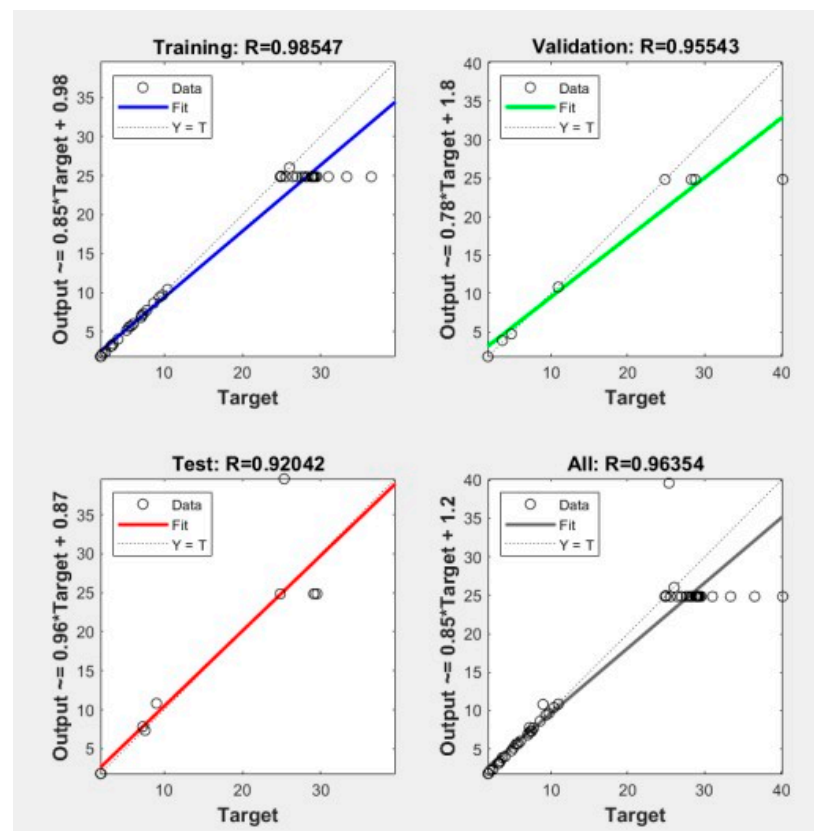 Training: R=0.98547
Output ~= 0.85*Target + 0.98
35
30
25
20
15
10
5
Data
Fit
Y = T
10
30
Target
Validation: R=0.95543
Output ~= 0.78*Target + 1.8
40
35
30
25
20
15
10
5
Data
Fit
Y = T
10
20
30
40
Target
Test: R=0.92042
Output ~= 0.96*Target + 0.87
35
30
25
20
15
10
5
Data
Fit
Y = T
10
30
Target
All: R=0.96354
Output ~= 0.85*Target + 1.2
40
35
30
25
20
15
10
5
Data
Fit
Y = T
10
20
30
40
Target